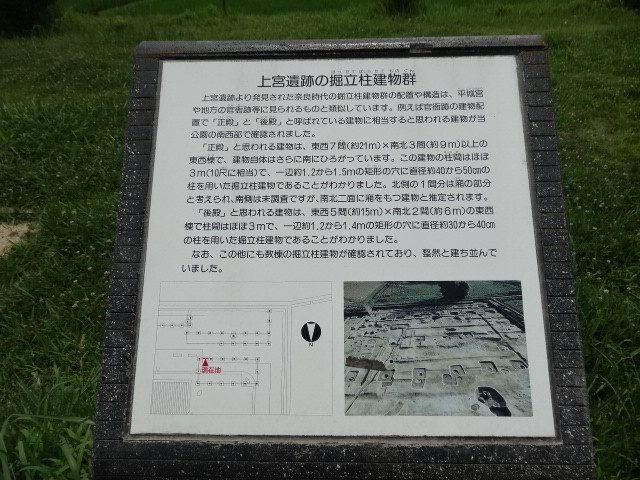 上宮遺跡の掘立柱建物群
上宮遺跡より発見された奈良時代の掘立柱建物群の配置や構造は、平城宮
や地方の官衙跡等に見られるものと類似しています。例えば官衙跡の建物配
置で「正殿」と「後殿」と呼ばれている建物に相当すると思われる建物が当
公園の南西部で確認されました。
「正殿」と思われる建物は、東西7間(約21m)×南北3間(約9m)以上の
東西棟で、建物自体はさらに南にひろがっています。この建物の柱間はほぼ
3m(10尺に相当)で、一辺約1.2から1.5mの矩形の穴に直径約40から50㎝の
柱を用いた掘立柱建物であることがわかりました。北側の1間分は廂の部分
と考えられ、南側は未調査ですが、南北二面に廂をもつ建物と推定されます。
「後殿」と思われる建物は、東西5間(約15m)×南北2間(約6m)の東西
棟で柱間はほぼ3mで、一辺約1.2から1.4mの矩形の穴に直径約30から40㎝
の柱を用いた掘立柱建物であることがわかりました。
なお、この他にも数棟の掘立柱建物が確認されており、整然と建ち並んで
いました。
現在地
N